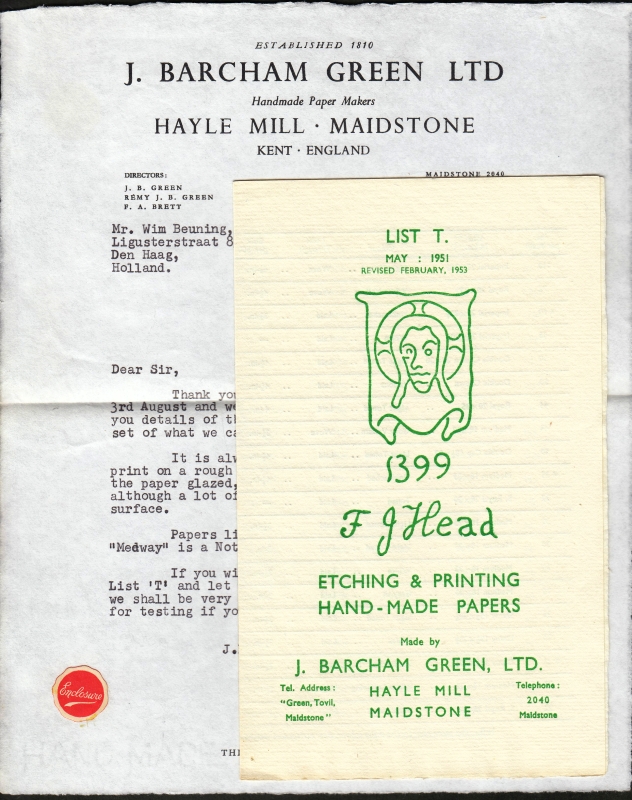 ESTABLISHED 1810
J. BARCHAM GREEN LTD
Handmade Paper Makers
HAYLE MILL · MAIDSTONE
KENT · ENGLAND
DIRECTORS:
J. B. GREEN
REMY J. B. GREEN
F. A. BRETT
MAIDSTONE 2040
Mr. Wim Beuning,
Ligusterstraat 8
Den Haag,
Holland.
Dear Sir,
Thank you
3rd August and we
you details of th
set of what we ca
It is alw
print on a rough
the paper glazed,
although a lot of
surface.
Papers li
"Medway" is a Not
If you wi
List 'T' and let
we shall be very
for testing if yo
J.
Enclosure
TH
LIST T.
MAY : 1951
REVISED FEBRUARY, 1953
1399
F J Head
ETCHING & PRINTING
HAND-MADE PAPERS
Made by
J. BARCHAM GREEN, LTD.
Tel. Address :
"Green, Tovil,
Maidstone"
HAYLE MILL
MAIDSTONE
Telephone :
2040
Maidstone